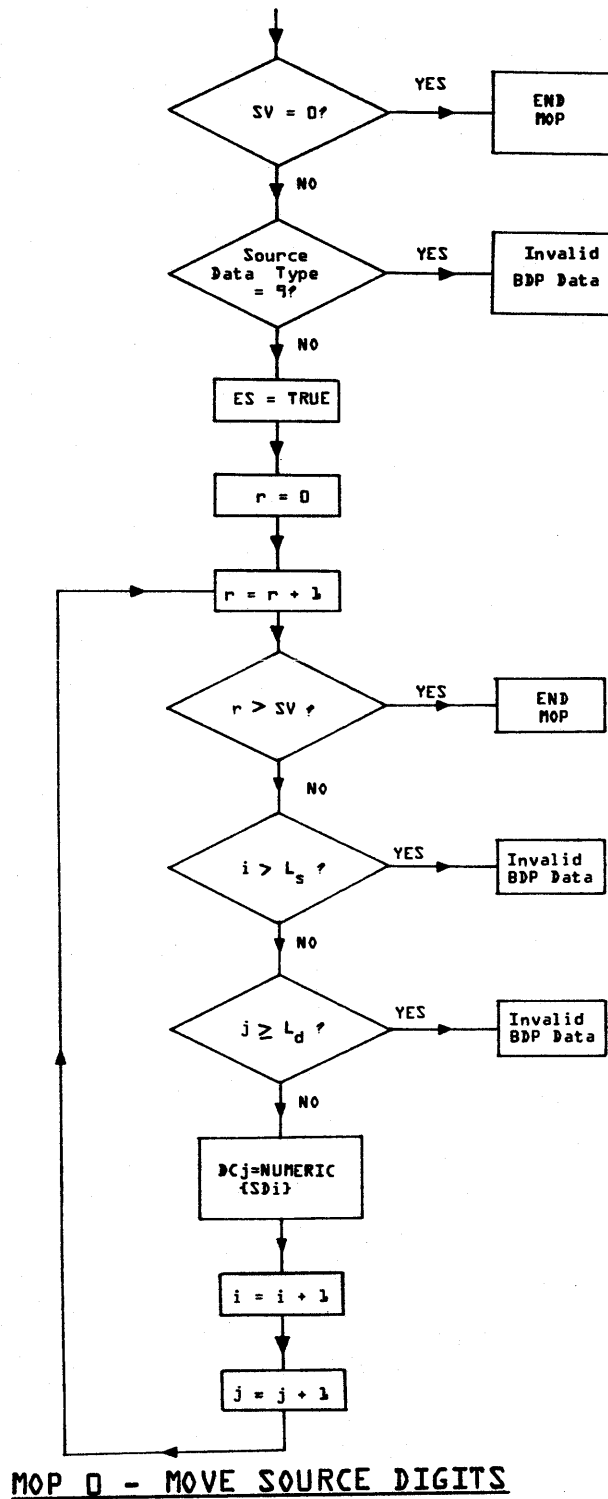 SV = 0?
YES
END
MOP
NO
Source
Data Type
= 9?
YES
Invalid
BDP Data
NO
ES = TRUE
r = 0
r = r + 1
r > SV ?
YES
END
MOP
NO
i > Ls ?
YES
Invalid
BDP Data
NO
j ≥ Ld ?
YES
Invalid
BDP Data
NO
DCj=NUMERIC
{SDi}
i = i + 1
j = j + 1
MOP 0 - MOVE SOURCE DIGITS